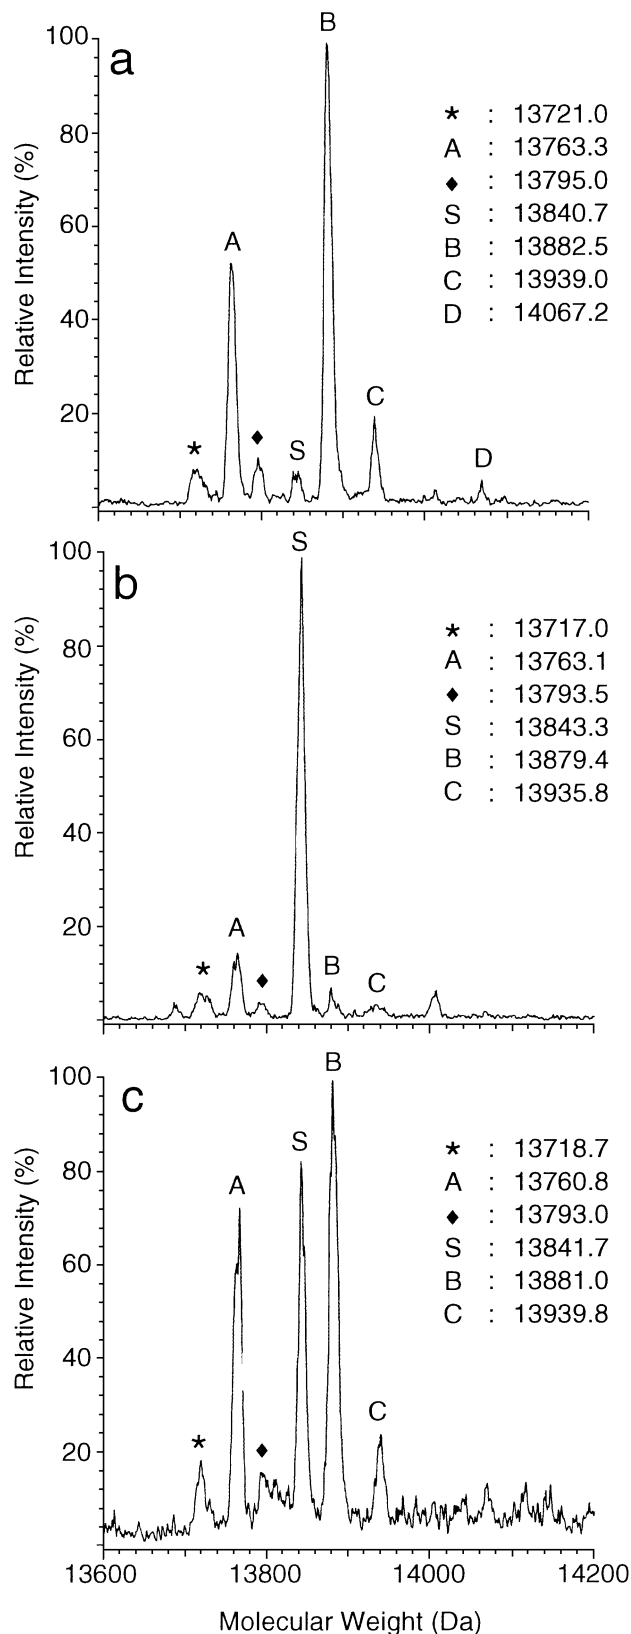 a
Relative Intensity (%)
100
80
60
40
20
*
A
♦
S
B
C
D
* : 13721.0
A : 13763.3
♦ : 13795.0
S : 13840.7
B : 13882.5
C : 13939.0
D : 14067.2
b
Relative Intensity (%)
100
80
60
40
20
*
A
♦
S
B
C
* : 13717.0
A : 13763.1
♦ : 13793.5
S : 13843.3
B : 13879.4
C : 13935.8
c
Relative Intensity (%)
100
80
60
40
20
*
A
♦
S
B
C
* : 13718.7
A : 13760.8
♦ : 13793.0
S : 13841.7
B : 13881.0
C : 13939.8
13600 13800 14000 14200
Molecular Weight (Da)